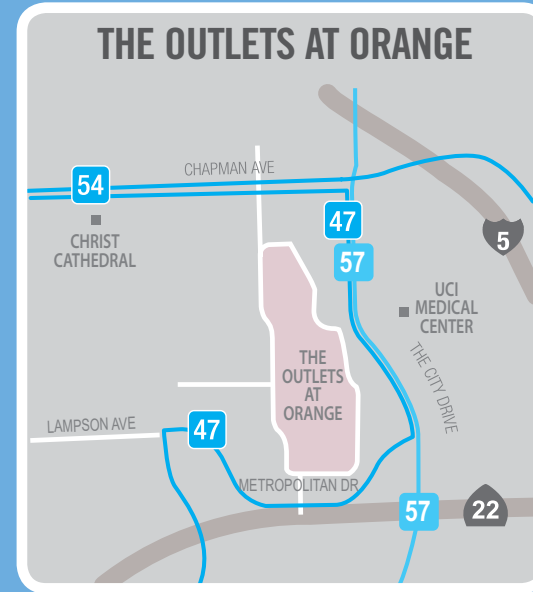 THE OUTLETS AT ORANGE
CHAPMAN AVE
54
47
CHRIST
CATHEDRAL
5
57
UCI
MEDICAL
CENTER
THE
OUTLETS
AT
ORANGE
THE CITY DRIVE
LAMPSON AVE
47
METROPOLITAN DR
57
22